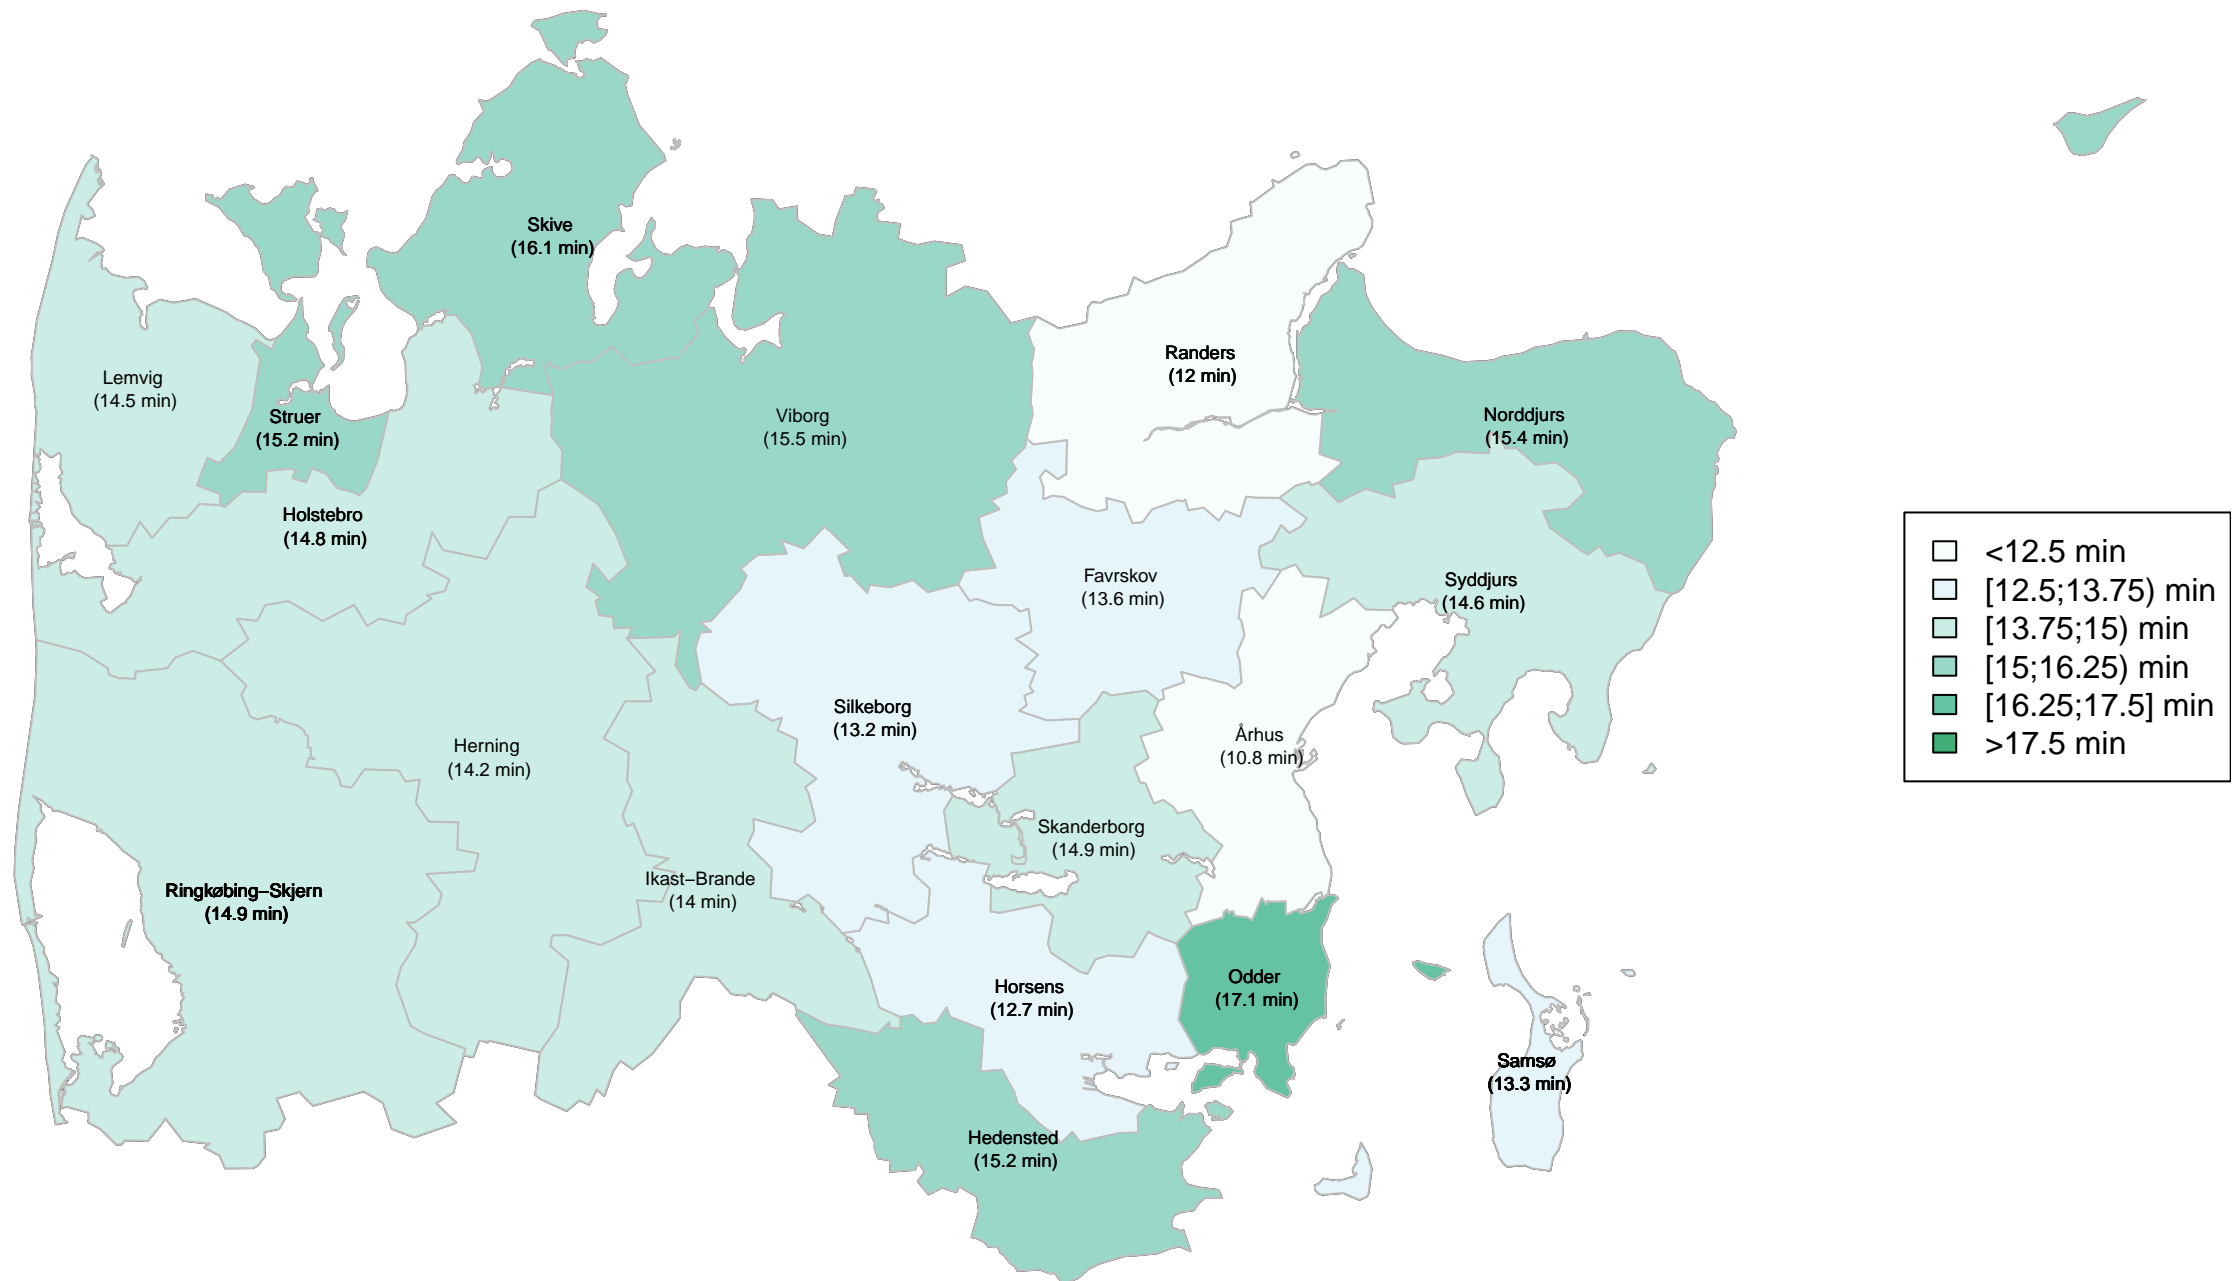 Skive
(16.1 min)
Randers
(12 min)
Lemvig
(14.5 min)
Struer
(15.2 min)
Viborg
(15.5 min)
Norddjurs
(15.4 min)
Holstebro
(14.8 min)
Favrskov
(13.6 min)
Syddjurs
(14.6 min)
Silkeborg
(13.2 min)
Herning
(14.2 min)
Århus
(10.8 min)
Skanderborg
(14.9 min)
Ringkøbing–Skjern
(14.9 min)
Ikast–Brande
(14 min)
Horsens
(12.7 min)
Odder
(17.1 min)
Samsø
(13.3 min)
Hedensted
(15.2 min)
<12.5 min
[12.5;13.75) min
[13.75;15) min
[15;16.25) min
[16.25;17.5] min
>17.5 min